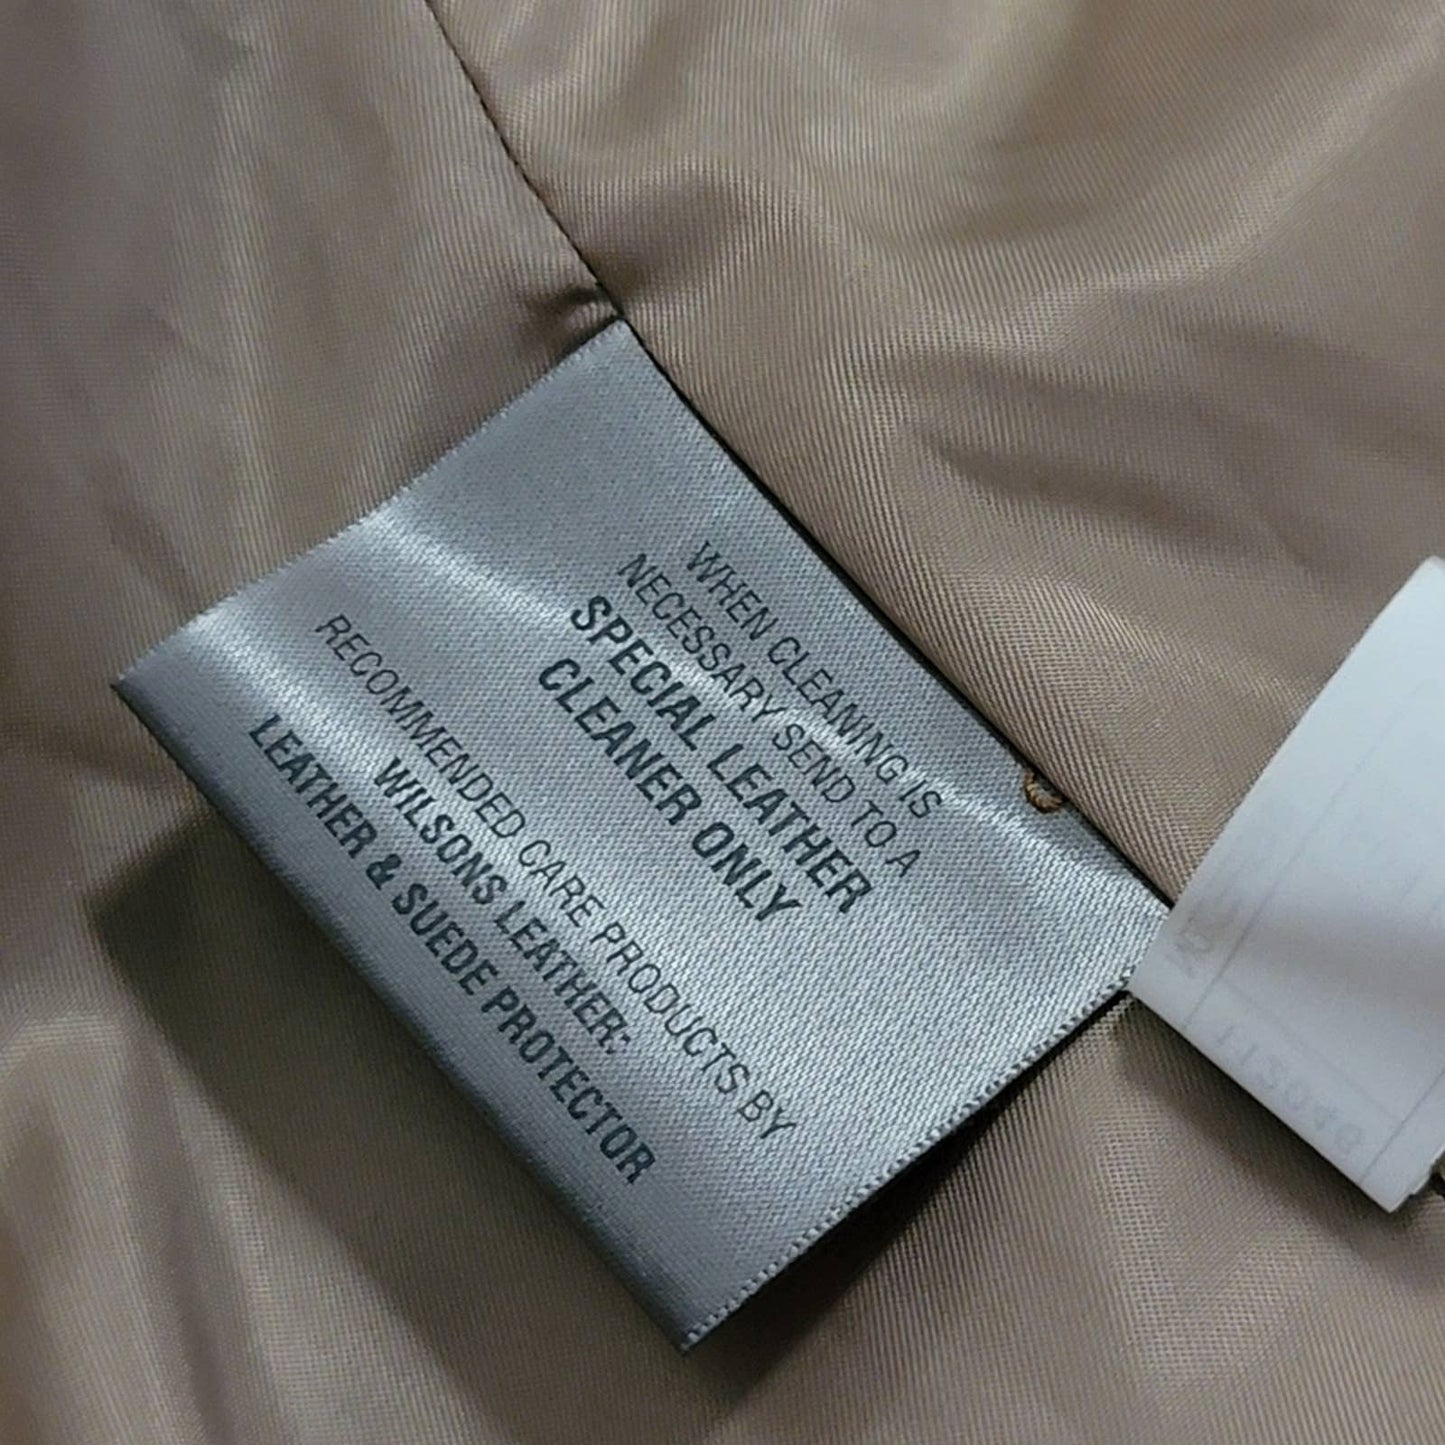 WHEN CLEANING IS
NECESSARY SEND TO A
SPECIAL LEATHER
CLEANER ONLY
RECOMMENDED CARE PRODUCTS BY
WILSONS LEATHER:
LEATHER & SUEDE PROTECTOR